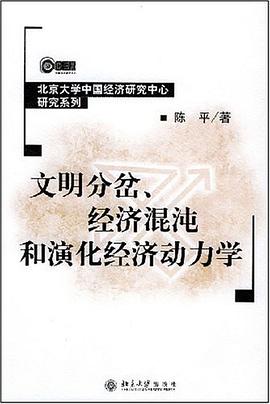 北京大学中国经济研究中心
研究系列
陈 平/著
文明分岔、
经济混沌
和演化经济动力学
北京大学出版社